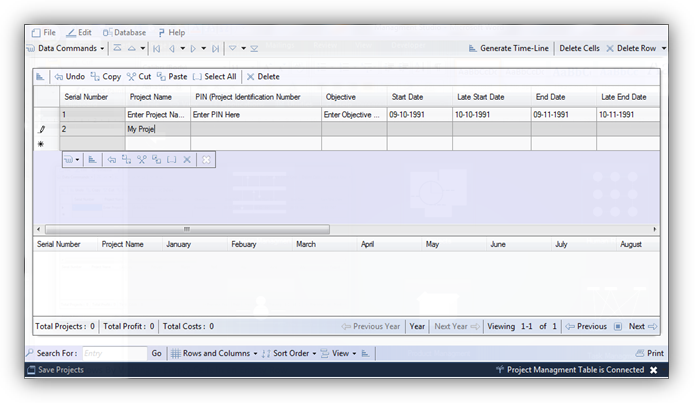 File Edit Database Help
Data Commands Generate Time-Line Delete Cells Delete Row
Undo Copy Cut Paste Select All Delete
Serial Number Project Name PIN (Project Identification Number Objective Start Date Late Start Date End Date Late End Date
1 Enter Project Na... Enter PIN Here Enter Objective ... 09-10-1991 10-10-1991 09-11-1991 10-11-1991
2 My Proje
Serial Number Project Name January Febuary March April May June July August
Total Projects: 0 Total Profit: 0 Total Costs: 0 Previous Year Year Next Year Viewing 1-1 of 1 Previous Next
Search For: Entry Go Rows and Columns Sort Order View Print
Save Projects Project Managment Table is Connected